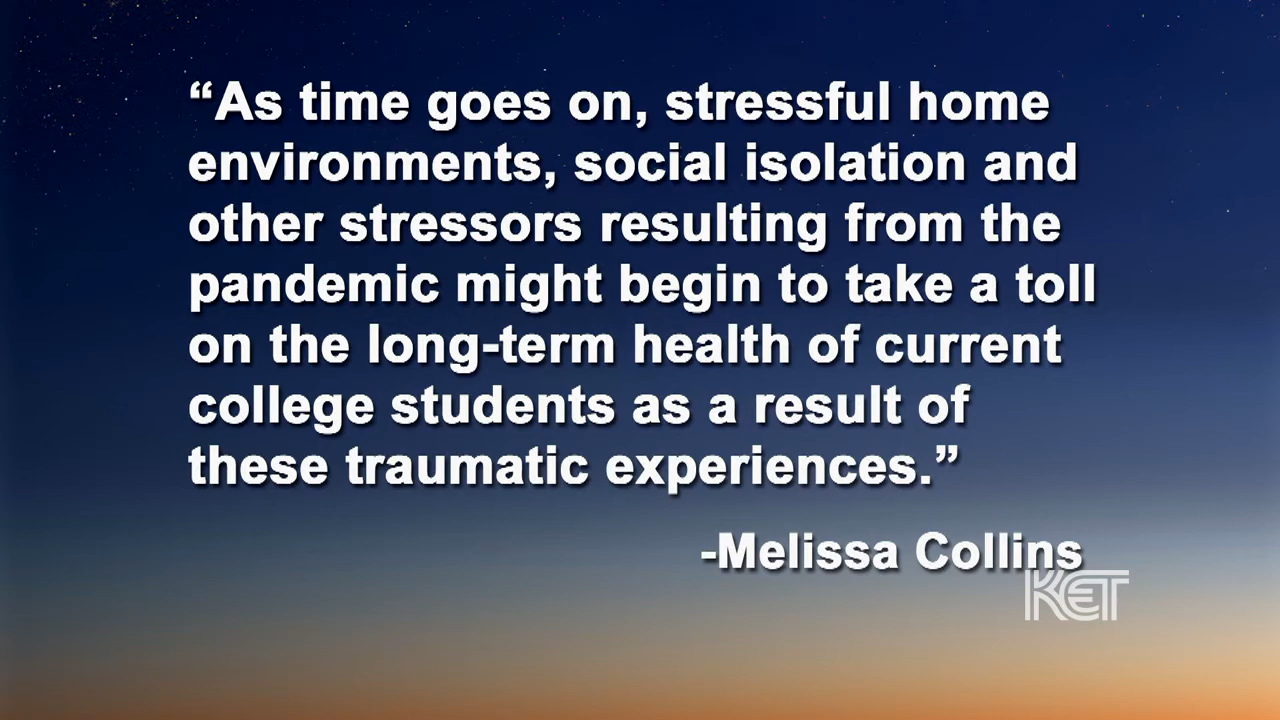 “As time goes on, stressful home
environments, social isolation and
other stressors resulting from the
pandemic might begin to take a toll
on the long-term health of current
college students as a result of
these traumatic experiences.”
-Melissa Collins
KET